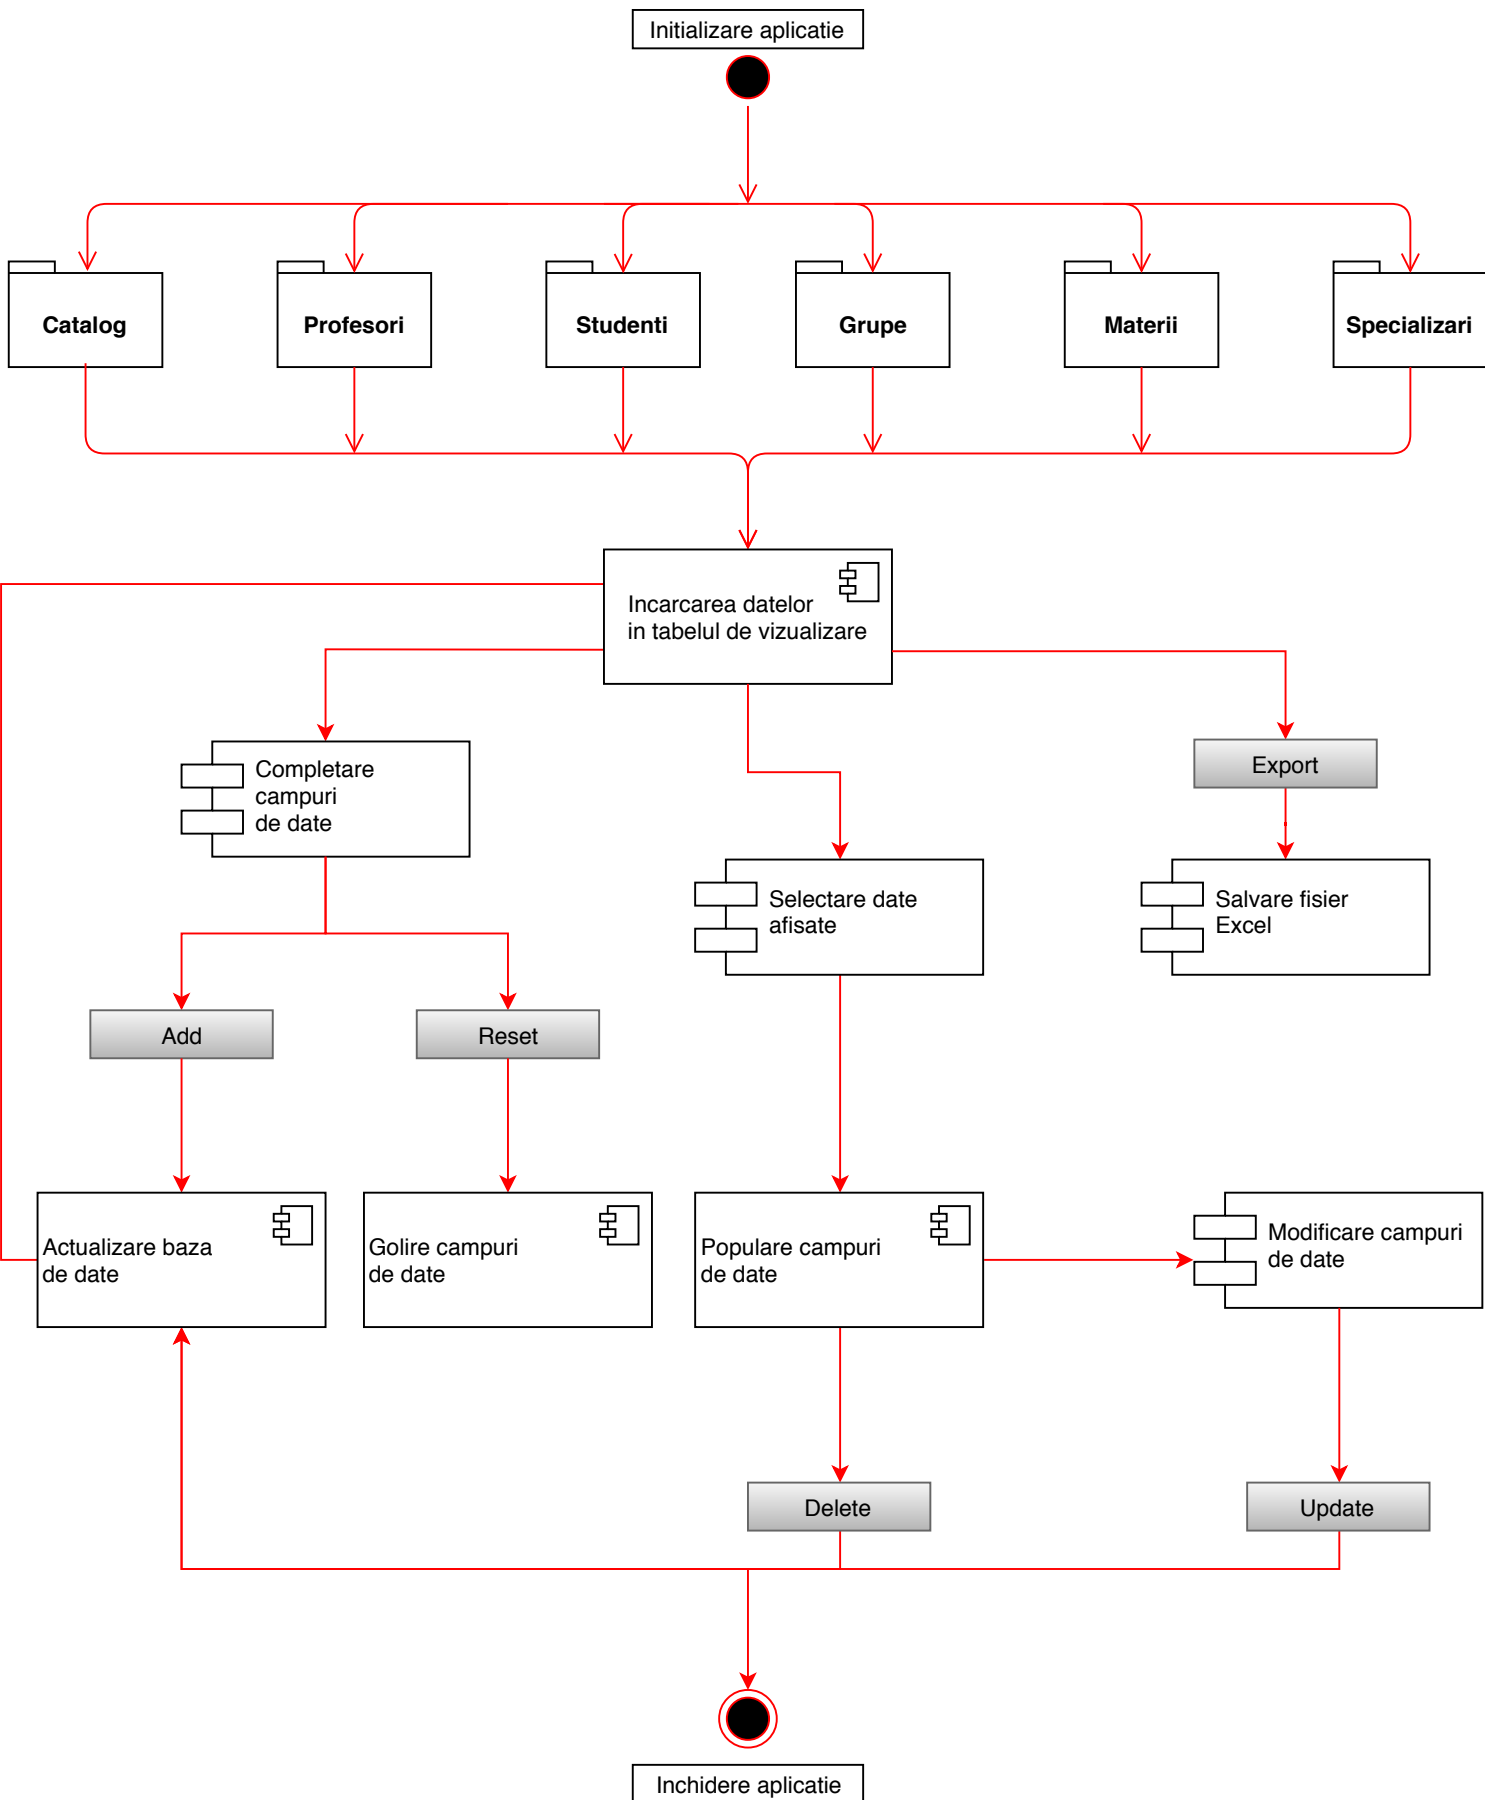 Initializare aplicatie
Catalog
Profesori
Studenti
Grupe
Materii
Specializari
Incarcarea datelor
in tabelul de vizualizare
Completare
campuri
de date
Export
Selectare date
afisate
Salvare fisier
Excel
Add
Reset
Actualizare baza
de date
Golire campuri
de date
Populare campuri
de date
Modificare campuri
de date
Delete
Update
Inchidere aplicatie